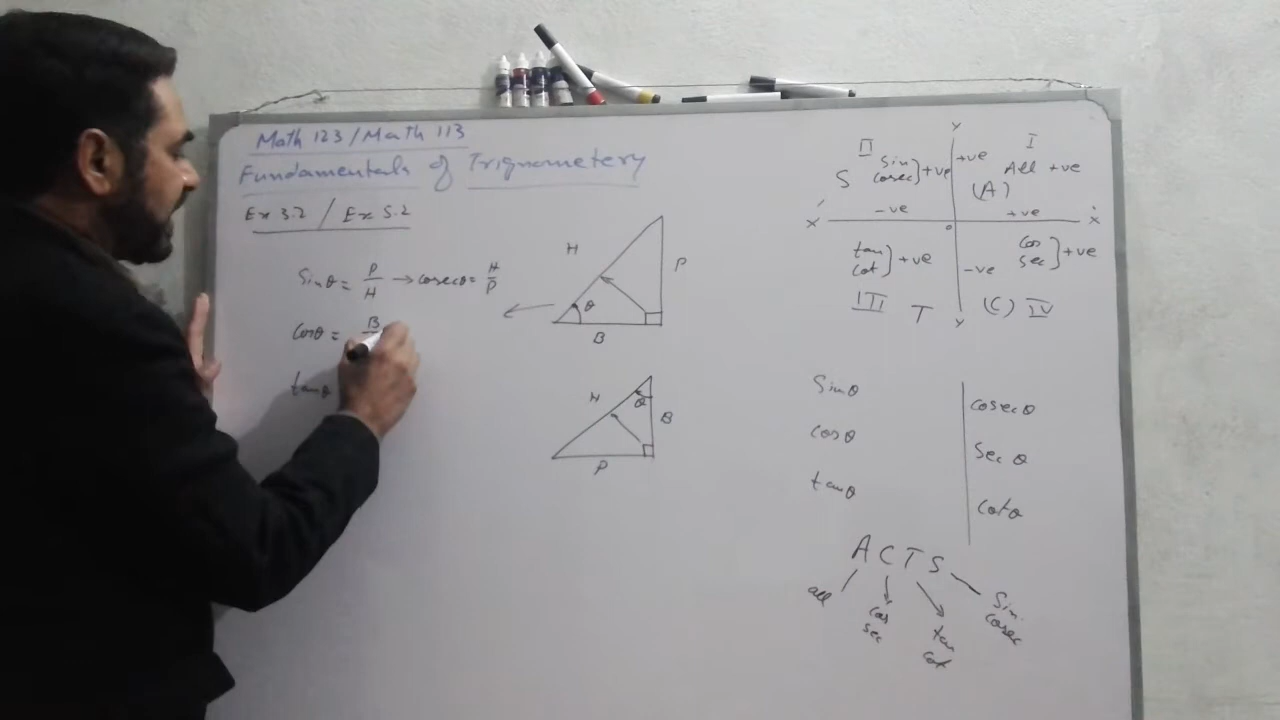 Math 123/Math 113
Fundamentals of Trignometery
Ex 3.2 / Ex 5.2
Sinθ = P/H → cosecθ = H/P
cosθ = B
tanθ
H
P
θ
B
H
θ
B
P
y
II
I
S
Sin
cosec] +ve
+ve
All +ve
(A)
-ve
+ve
x'
x
o
tan
cot] +ve
-ve
cos
sec] +ve
III
T
(C) IV
y
Sinθ
cosecθ
cosθ
sec θ
tanθ
cotθ
A C T S
all
cos
sec
tan
cot
Sin
cosec